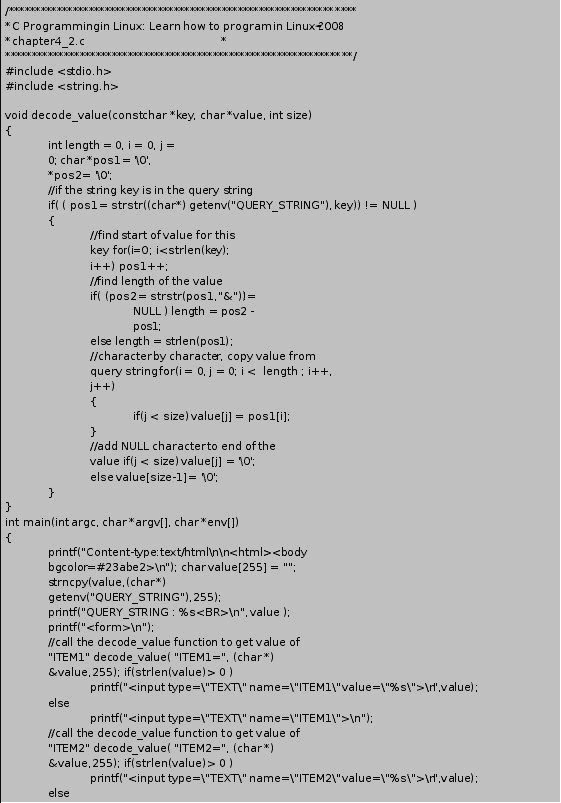 /************************************************************************
* C Programmingin Linux: Learn how to program in Linux-2008
* chapter4_2.c *
************************************************************************/
#include <stdio.h>
#include <string.h>
void decode_value(constchar *key, char *value, int size)
{
int length = 0, i = 0, j =
0; char *pos1 = '\0',
*pos2= '\0';
//if the string key is in the query string
if( ( pos1 = strstr((char*) getenv("QUERY_STRING"), key)) != NULL )
{
//find start of value for this
key for(i=0; i<strlen(key);
i++) pos1++;
//find length of the value
if( (pos2= strstr(pos1,"&"))=
NULL ) length = pos2 -
pos1;
else length = strlen(pos1);
//character by character, copy value from
query string for(i = 0, j = 0; i < length ; i++,
j++)
{
if(j < size) value[j] = pos1[i];
}
//add NULL character to end of the
value if(j < size) value[j] = '\0';
else value[size-1]= '\0';
}
}
int main(int argc, char *argv[], char *env[])
{
printf("Content-type:text/html\n\n<html><body
bgcolor=#23abe2>\n"); char value[255] = "";
strncpy(value,(char*)
getenv("QUERY_STRING"),255);
printf("QUERY_STRING : %s<BR>\n", value );
printf("<form>\n");
//call the decode_value function to get value of
"ITEM1" decode_value( "ITEM1=", (char*)
&value,255); if(strlen(value)> 0 )
printf("<input type=\"TEXT\" name=\"ITEM1\"value=\"%s\">\n",value);
else
printf("<input type=\"TEXT\" name=\"ITEM1\">\n");
//call the decode_value function to get value of
"ITEM2" decode_value( "ITEM2=", (char*)
&value,255); if(strlen(value)> 0 )
printf("<input type=\"TEXT\" name=\"ITEM2\"value=\"%s\">\n",value);
else